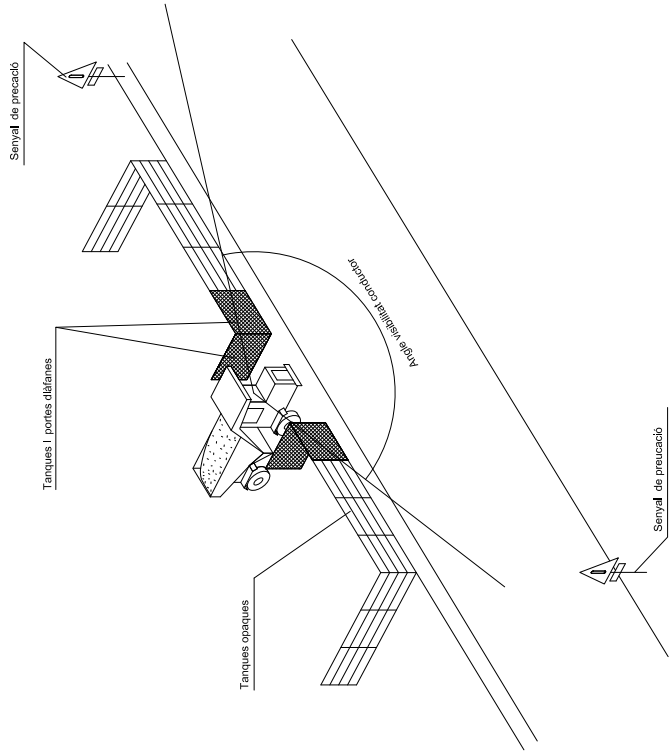 Senyal de precació
Tanques I portes diàfanes
Angle visibilitat conductor
Tanques opaques
Senyal de preucació